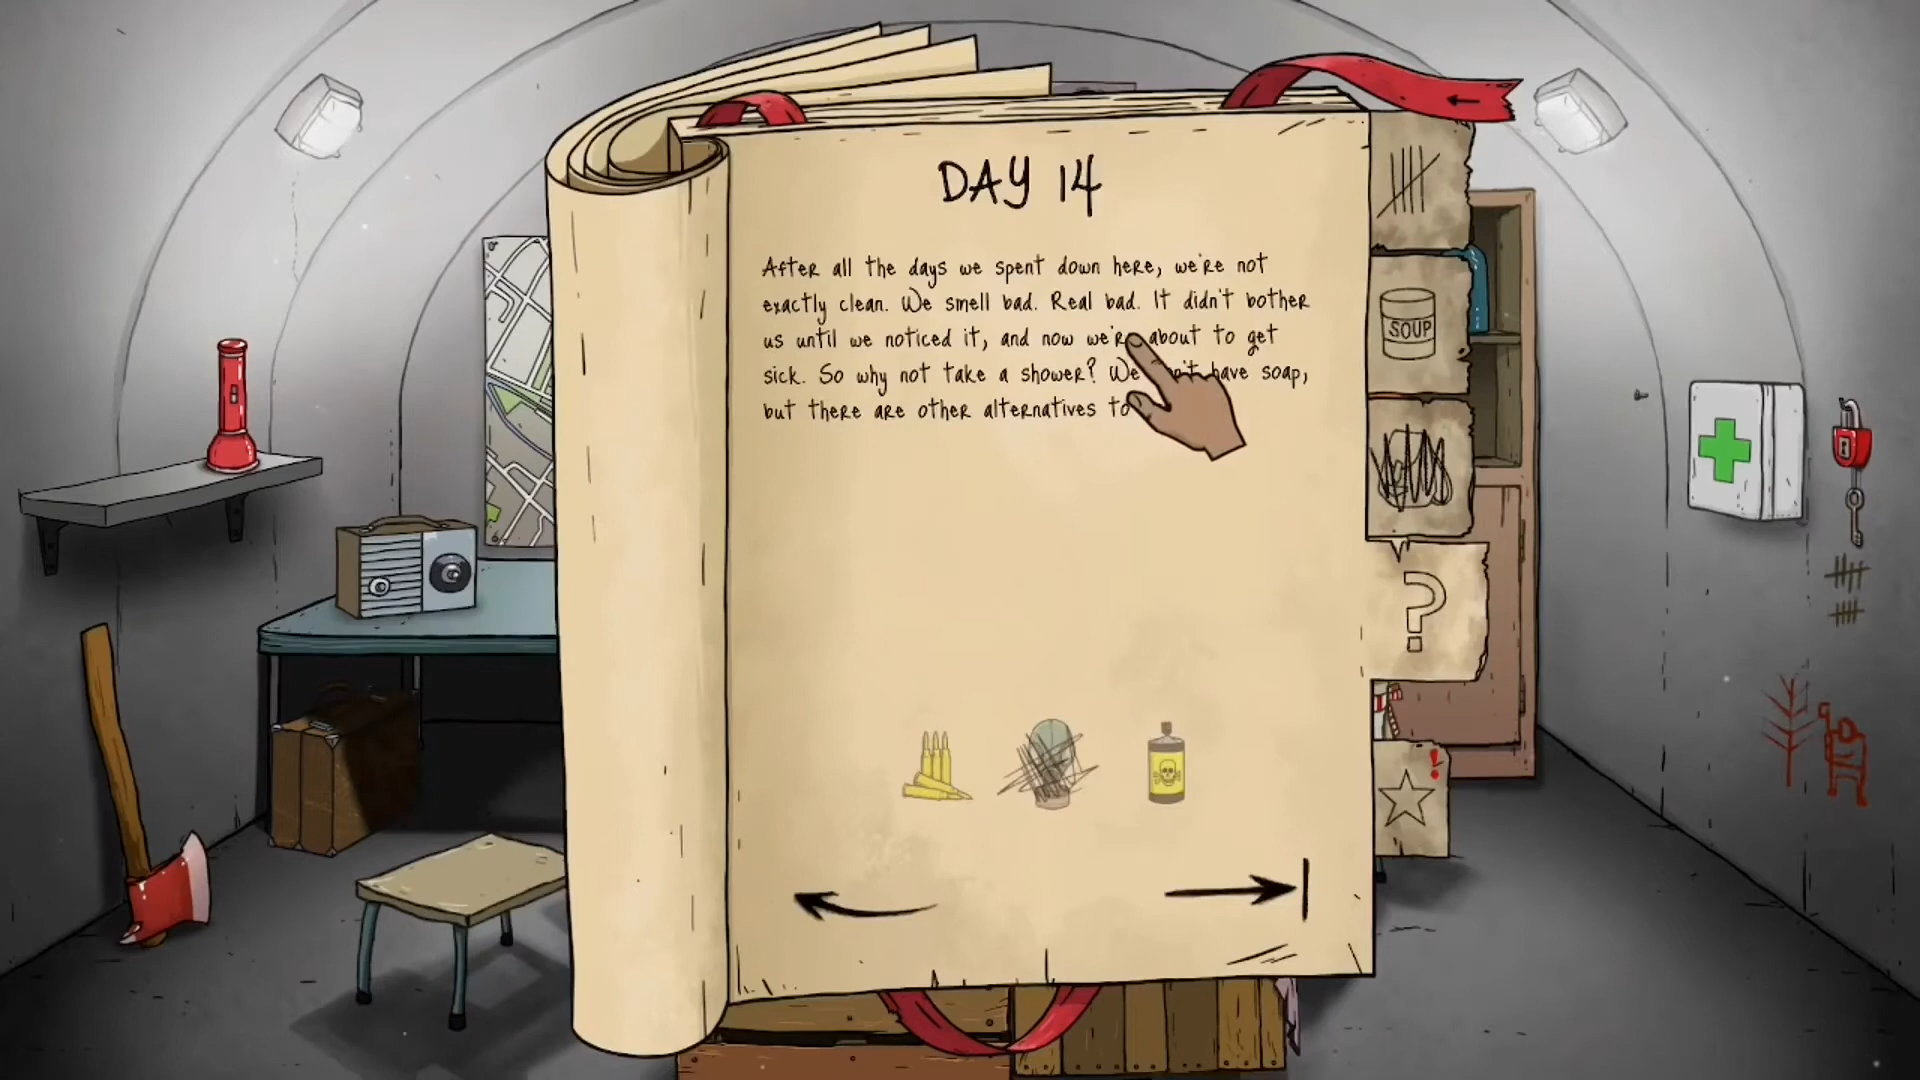 DAY 14
After all the days we spent down here, we're not
exactly clean. We smell bad. Real bad. It didn't bother
us until we noticed it, and now we're about to get
sick. So why not take a shower? We have soap,
but there are other alternatives to
SOUP